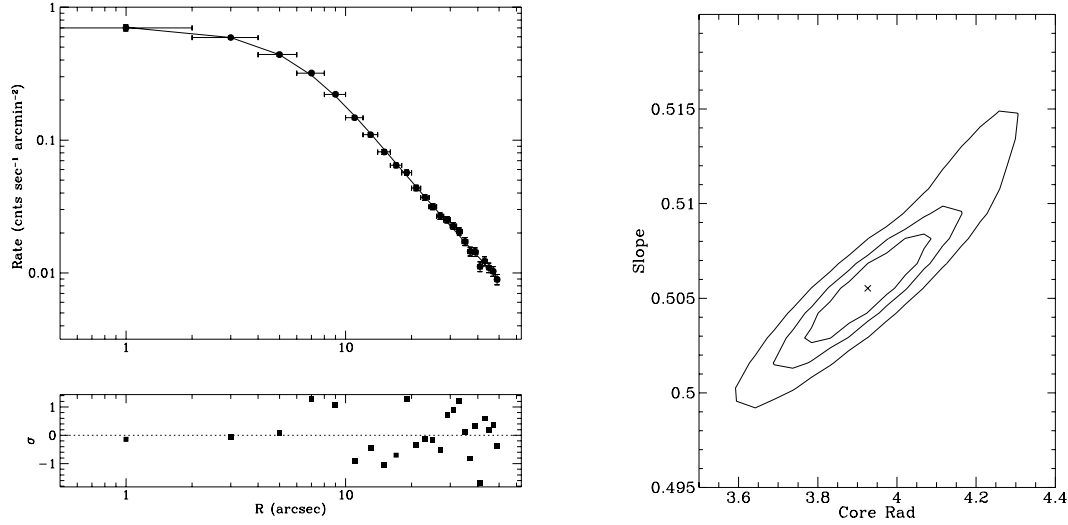 1
0.1
0.01
Rate (cnts sec⁻¹ arcmin⁻²)
1 10
1
0
−1
σ
1 10
R (arcsec)
0.515
0.51
0.505
0.5
0.495
Slope
3.6 3.8 4 4.2 4.4
Core Rad